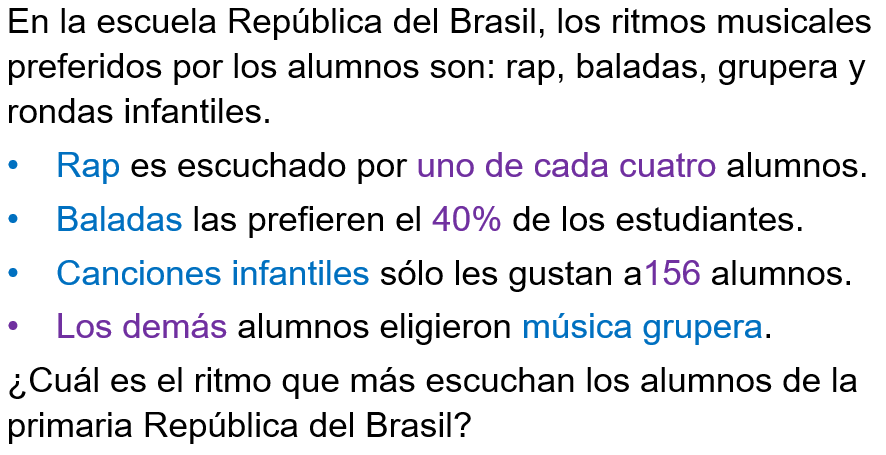 En la escuela República del Brasil, los ritmos musicales
preferidos por los alumnos son: rap, baladas, grupera y
rondas infantiles.
• Rap es escuchado por uno de cada cuatro alumnos.
• Baladas las prefieren el 40% de los estudiantes.
• Canciones infantiles sólo les gustan a156 alumnos.
• Los demás alumnos eligieron música grupera.
¿Cuál es el ritmo que más escuchan los alumnos de la
primaria República del Brasil?